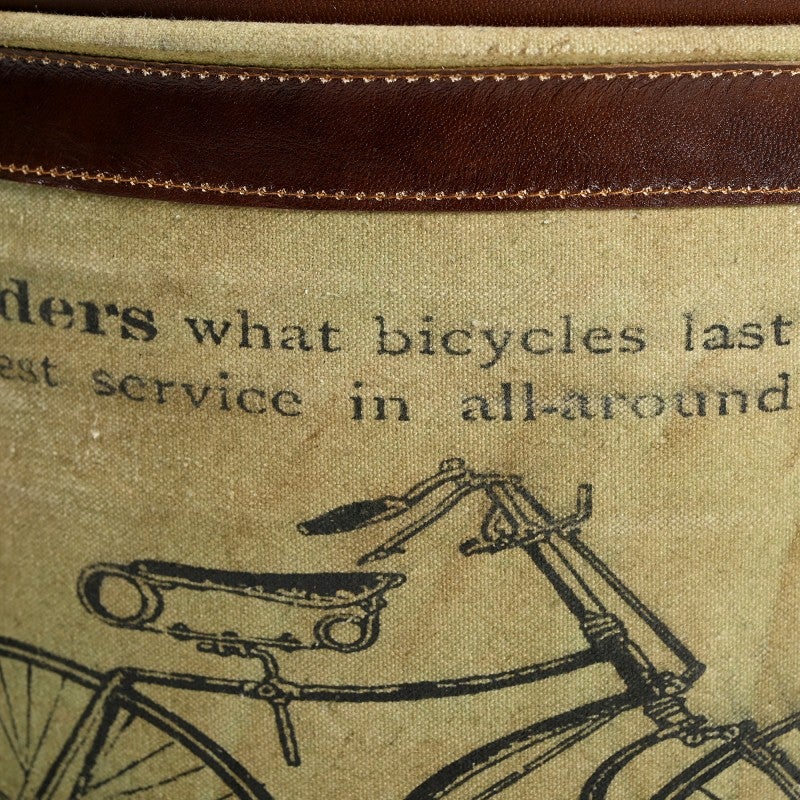 ders what bicycles last
est service in all-around